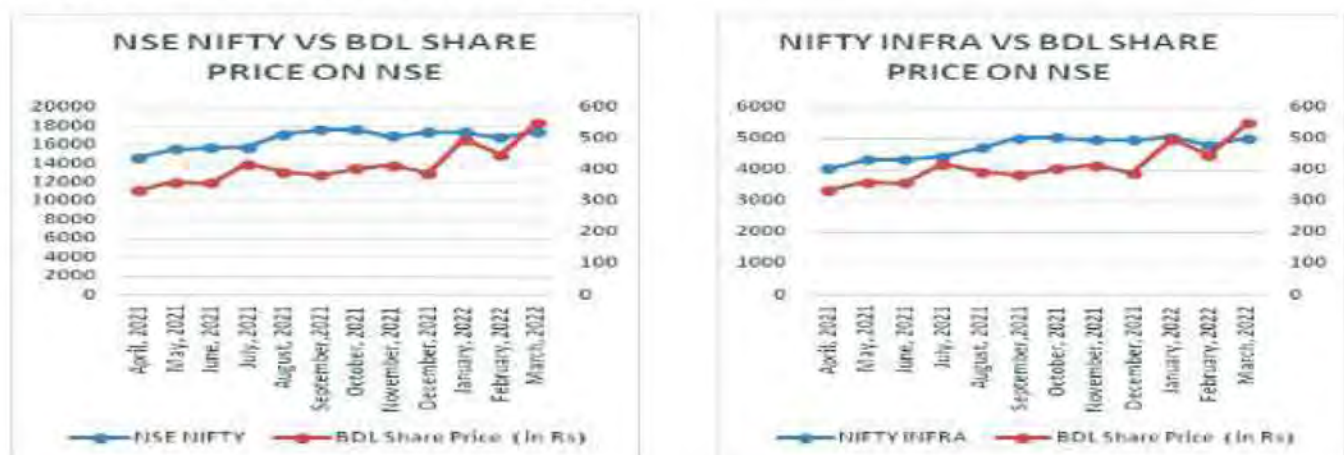 NSE NIFTY VS BDL SHARE
PRICE ON NSE
20000
18000
16000
14000
12000
10000
8000
6000
4000
2000
0
600
500
400
300
200
100
0
April, 2021
May, 2021
June, 2021
July, 2021
August, 2021
September,2021
October, 2021
November, 2021
December, 2021
January, 2022
February, 2022
March, 2022
NSE NIFTY
BDL Share Price (in Rs)
NIFTY INFRA VS BDL SHARE
PRICE ON NSE
6000
5000
4000
3000
2000
1000
0
600
500
400
300
200
100
0
April, 2021
May, 2021
June, 2021
July, 2021
August, 2021
September,2021
October, 2021
November, 2021
December, 2021
January, 2022
February, 2022
March, 2022
NIFTY INFRA
BDL Share Price (in Rs)